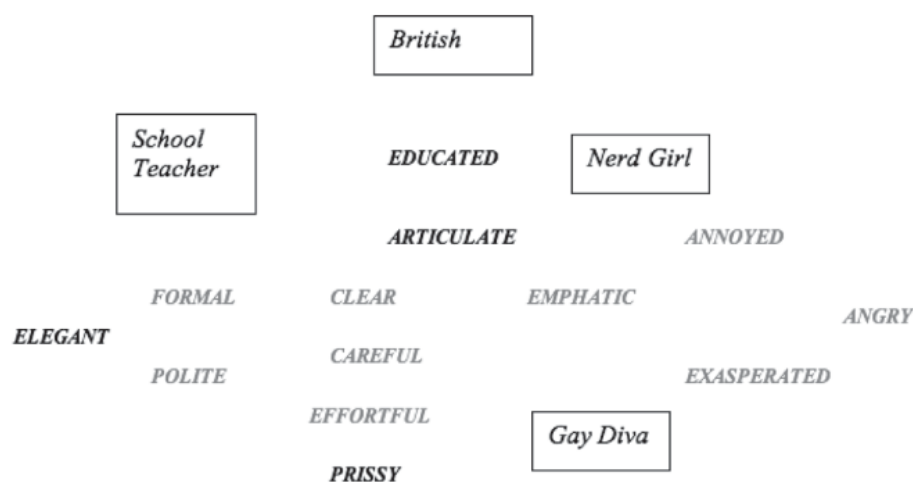 British
School
Teacher
EDUCATED
Nerd Girl
ARTICULATE
ANNOYED
FORMAL
CLEAR
EMPHATIC
ANGRY
ELEGANT
CAREFUL
POLITE
EXASPERATED
EFFORTFUL
Gay Diva
PRISSY